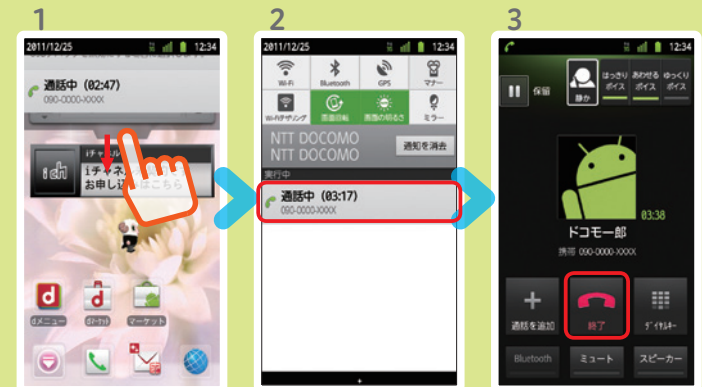 1
2011/12/25
12:34
通話中 (02:47)
090-0000-XXXX
iチャネル
お申し込みはこちら
dメニュー
dマーケット
マーケット
2
2011/12/25
12:34
Wi-Fi
Bluetooth
GPS
マナー
Wi-Fiテザリング
画面回転
画面の明るさ
ミラー
NTT DOCOMO
NTT DOCOMO
通知を消去
実行中
通話中 (03:17)
090-0000-XXXX
3
12:34
保留
静か
はっきり
ボイス
あわせる
ボイス
ゆっくり
ボイス
03:38
ドコモ一郎
携帯 090-0000-XXXX
通話を追加
終了
ダイヤルキー
Bluetooth
ミュート
スピーカー